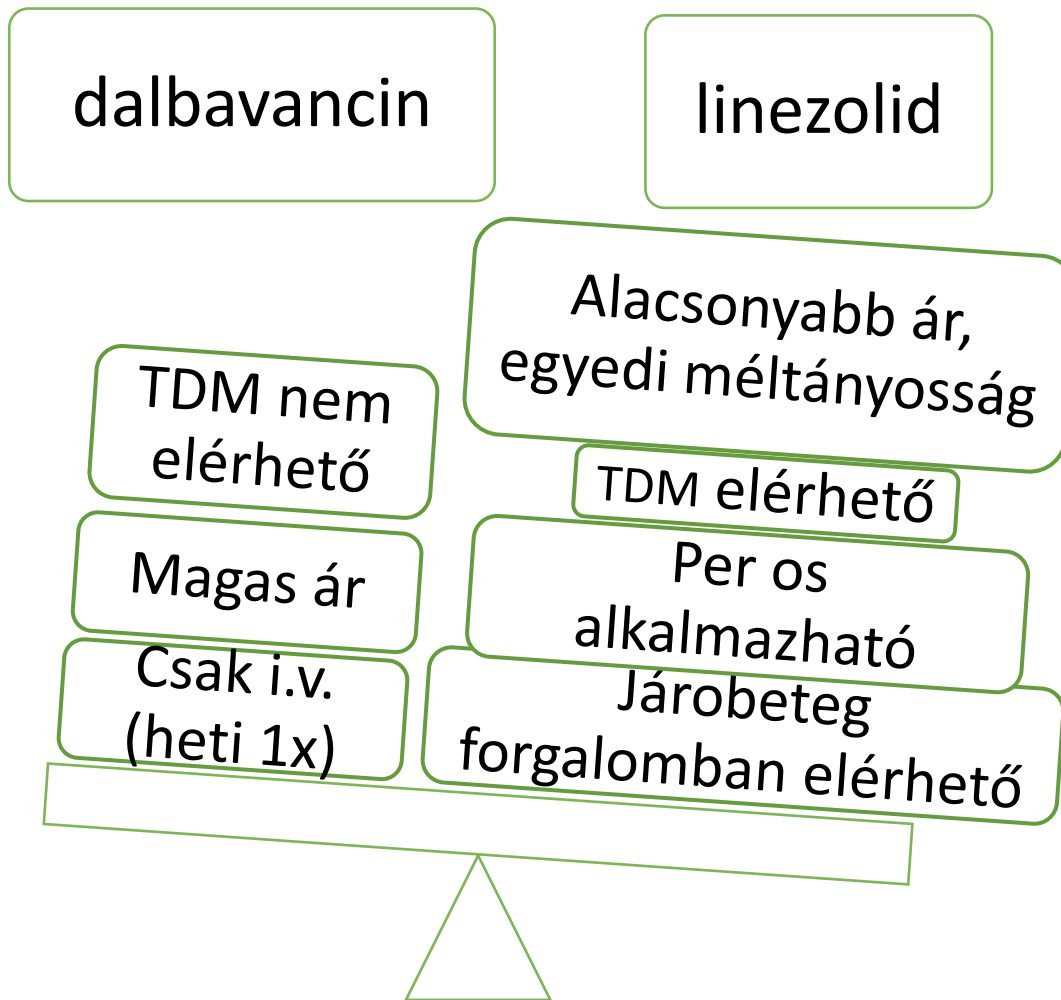 dalbavancin
linezolid
TDM nem
elérhető
Magas ár
Csak i.v.
(heti 1x)
Alacsonyabb ár,
egyedi méltányosság
TDM elérhető
Per os
alkalmazható
Járobeteg
forgalomban elérhető